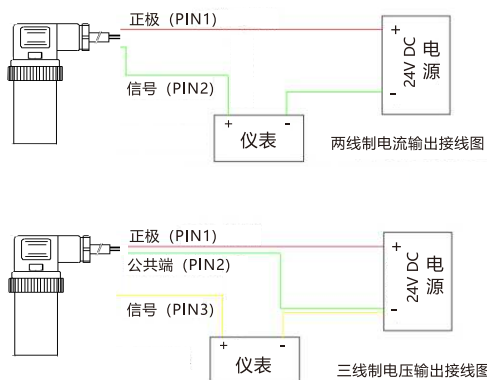 正极（PIN1）
+
24V DC
电源
-
信号（PIN2）
+ -
仪表
两线制电流输出接线图
正极（PIN1）
+
公共端（PIN2）
24V DC
电源
-
信号（PIN3）
+ -
仪表
三线制电压输出接线图